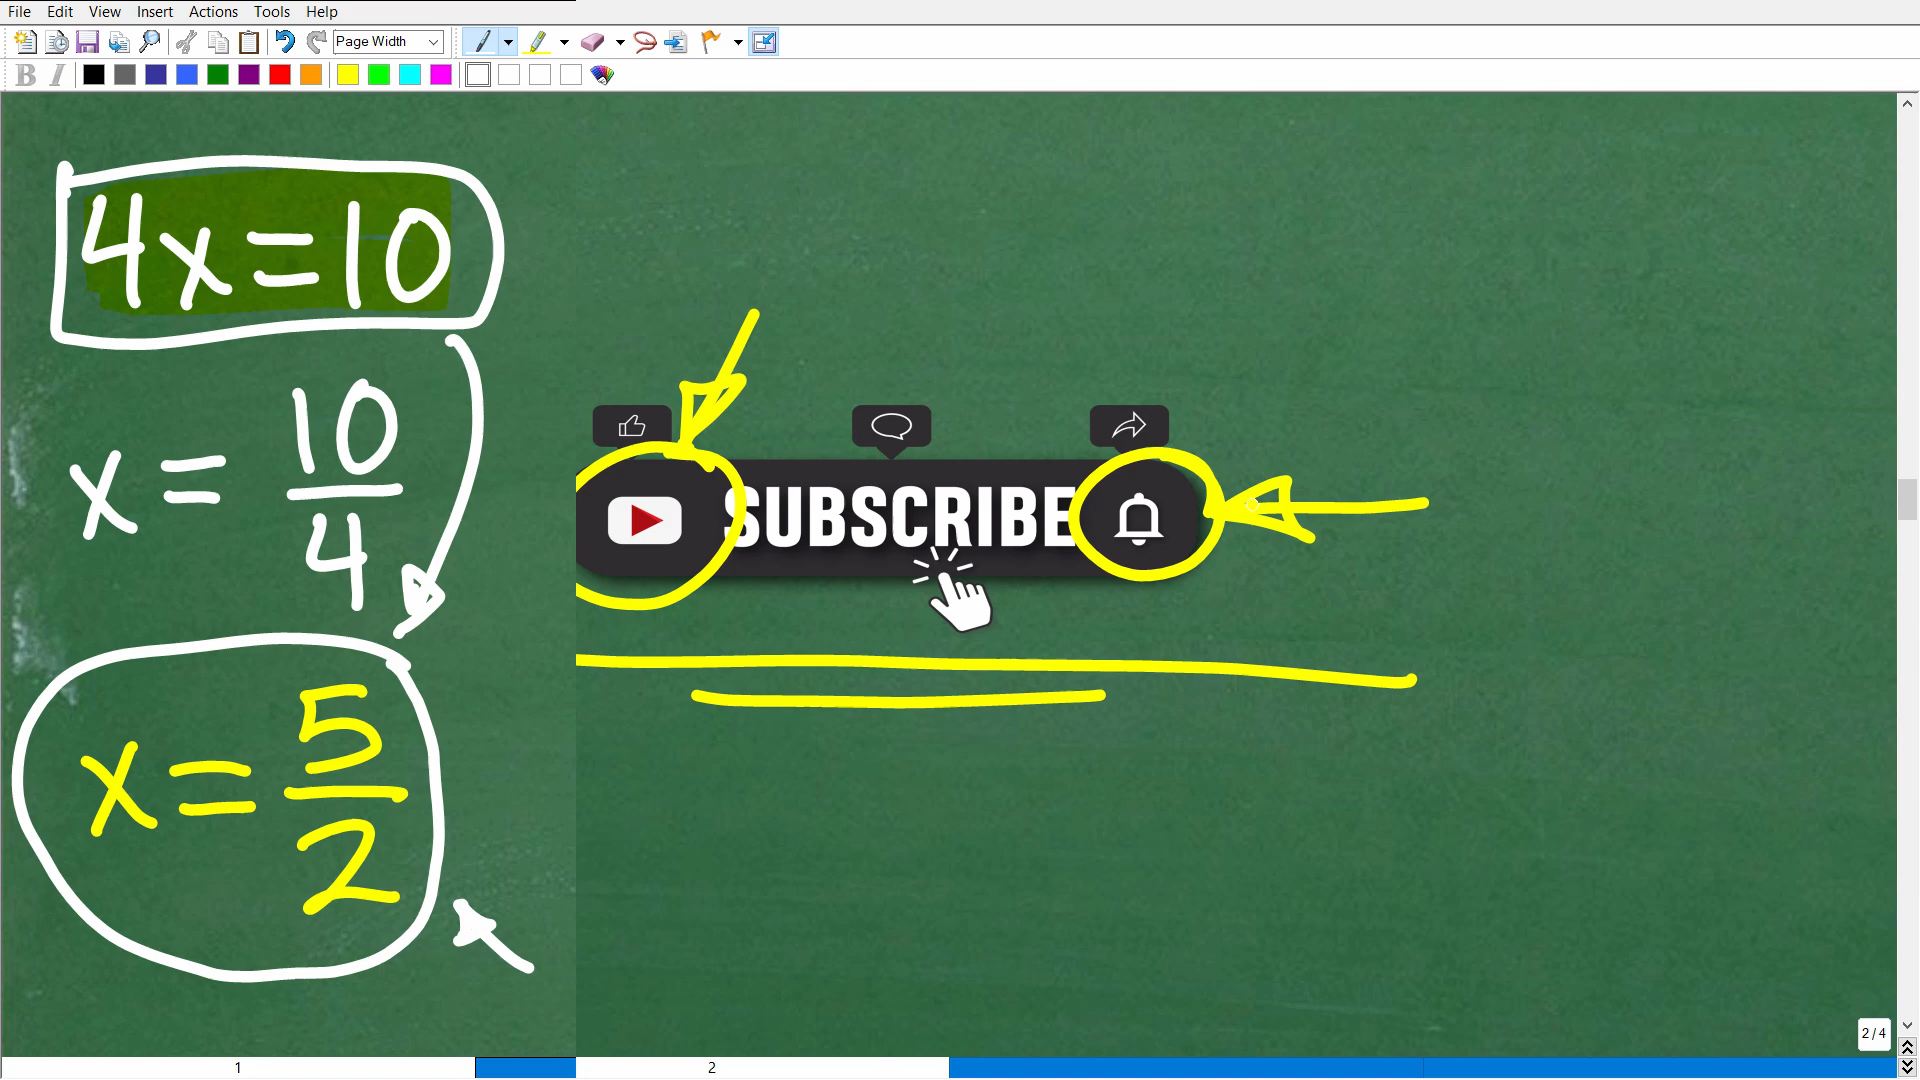 File Edit View Insert Actions Tools Help
Page Width
B I
4x=10
x = 10/4
x = 5/2
SUBSCRIBE
2 / 4
1
2